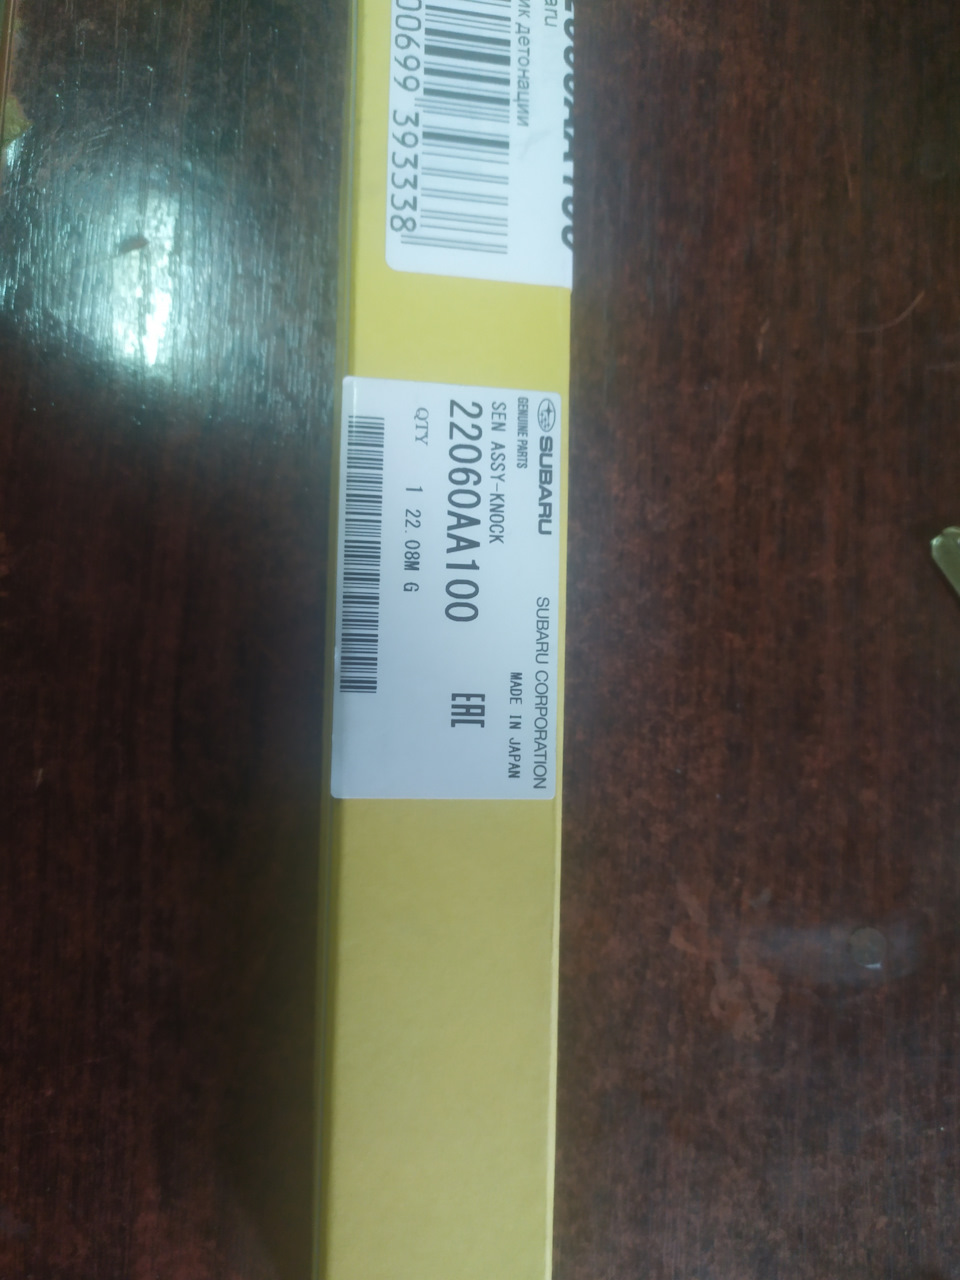 aru
детонации
00699 393338
SUBARU
SUBARU CORPORATION
GENUINE PARTS
MADE IN JAPAN
SEN ASSY-KNOCK
22060AA100
EAC
QTY 1 22.08M G